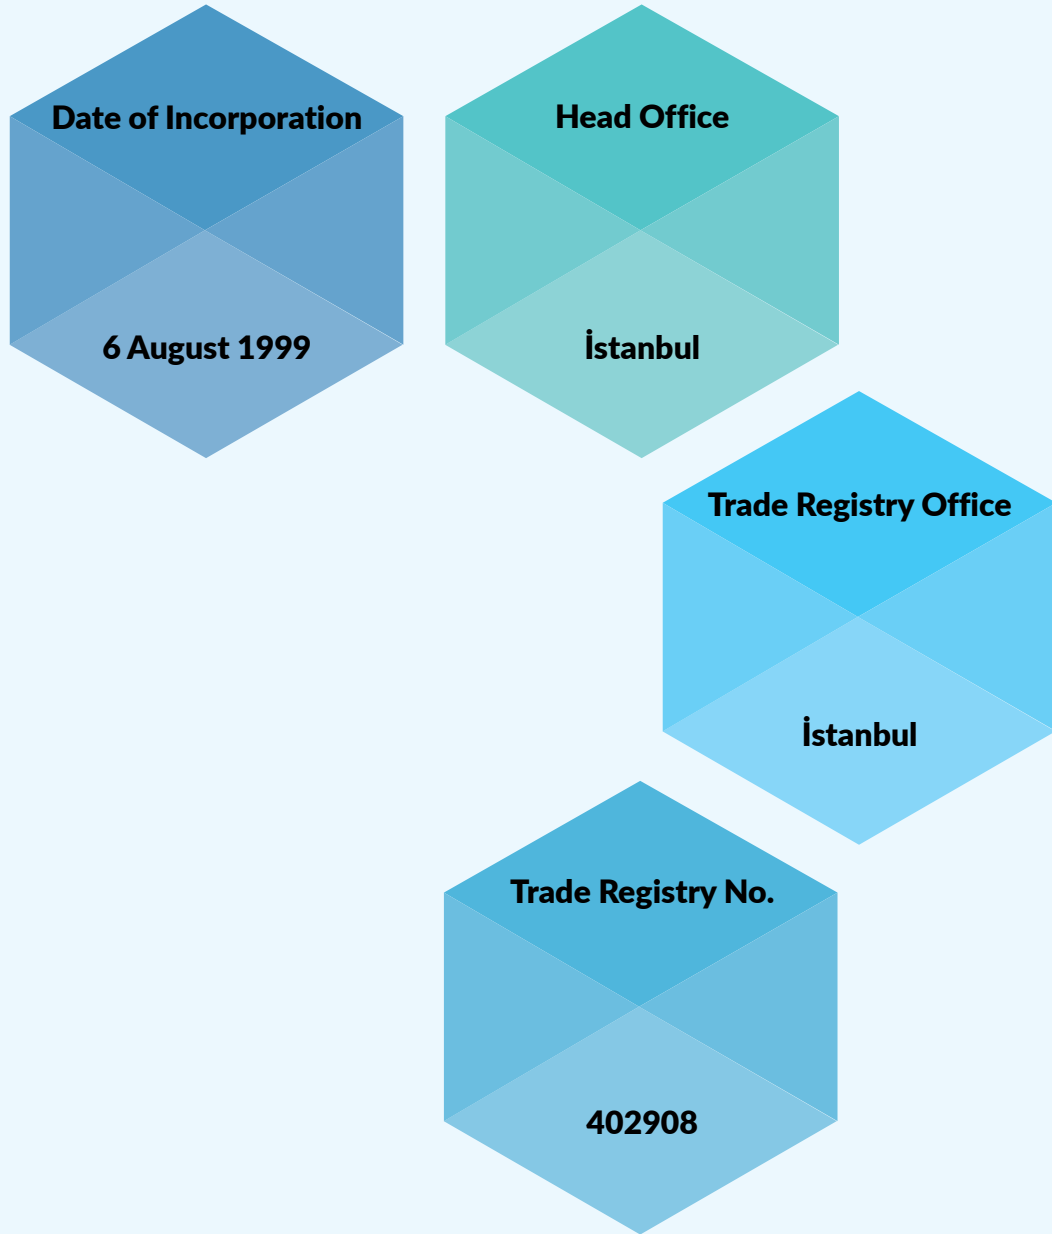 Date of Incorporation
6 August 1999
Head Office
İstanbul
Trade Registry Office
İstanbul
Trade Registry No.
402908